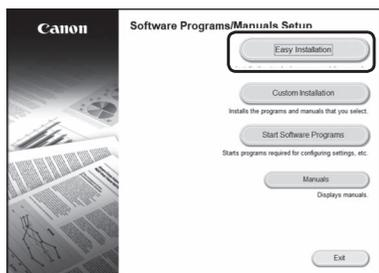 Canon
Software Programs/Manuals Setup
Easy Installation
Custom Installation
Installs the programs and manuals that you select.
Start Software Programs
Starts programs required for configuring settings, etc.
Manuals
Displays manuals.
Exit